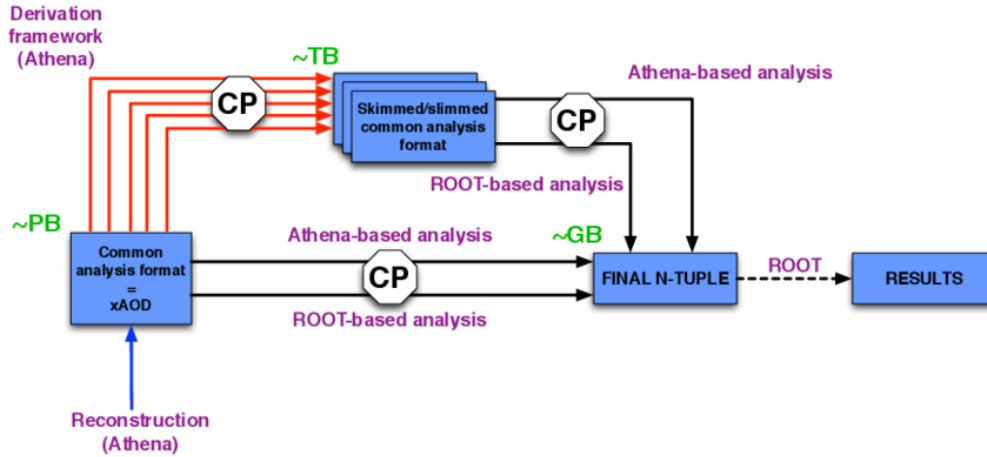 Derivation
framework
(Athena)
~TB
CP
Skimmed/slimmed
common analysis
format
CP
Athena-based analysis
ROOT-based analysis
~PB
Common
analysis format
=
xAOD
Athena-based analysis
CP
ROOT-based analysis
~GB
FINAL N-TUPLE
ROOT
RESULTS
Reconstruction
(Athena)